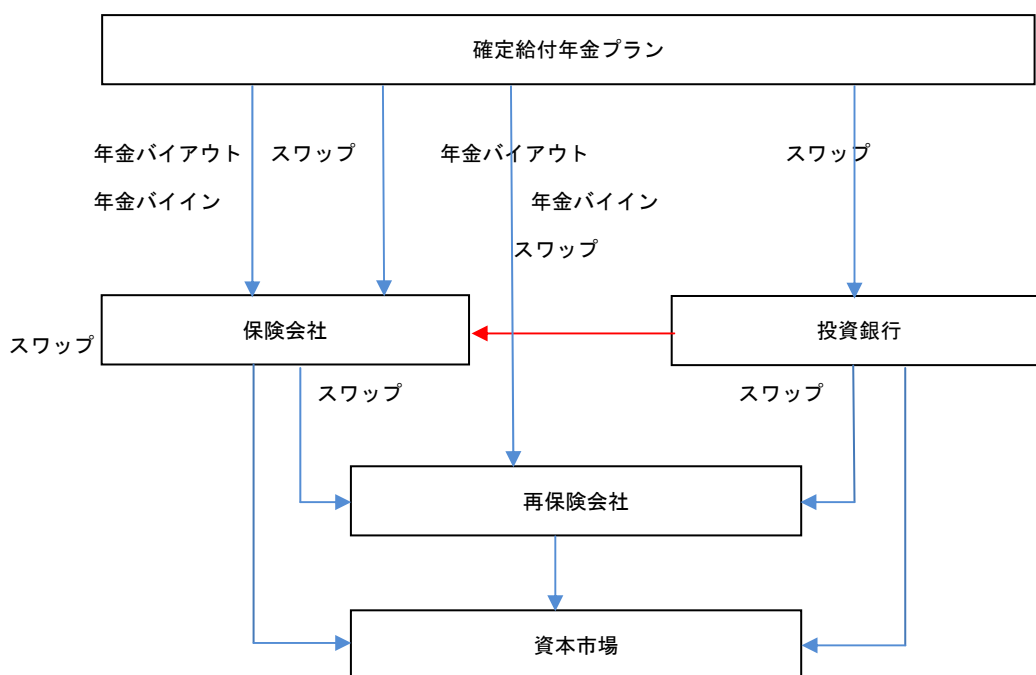 確定給付年金プラン
年金バイアウト
スワップ
年金バイアウト
スワップ
年金バイイン
年金バイイン
スワップ
保険会社
投資銀行
スワップ
スワップ
スワップ
再保険会社
資本市場